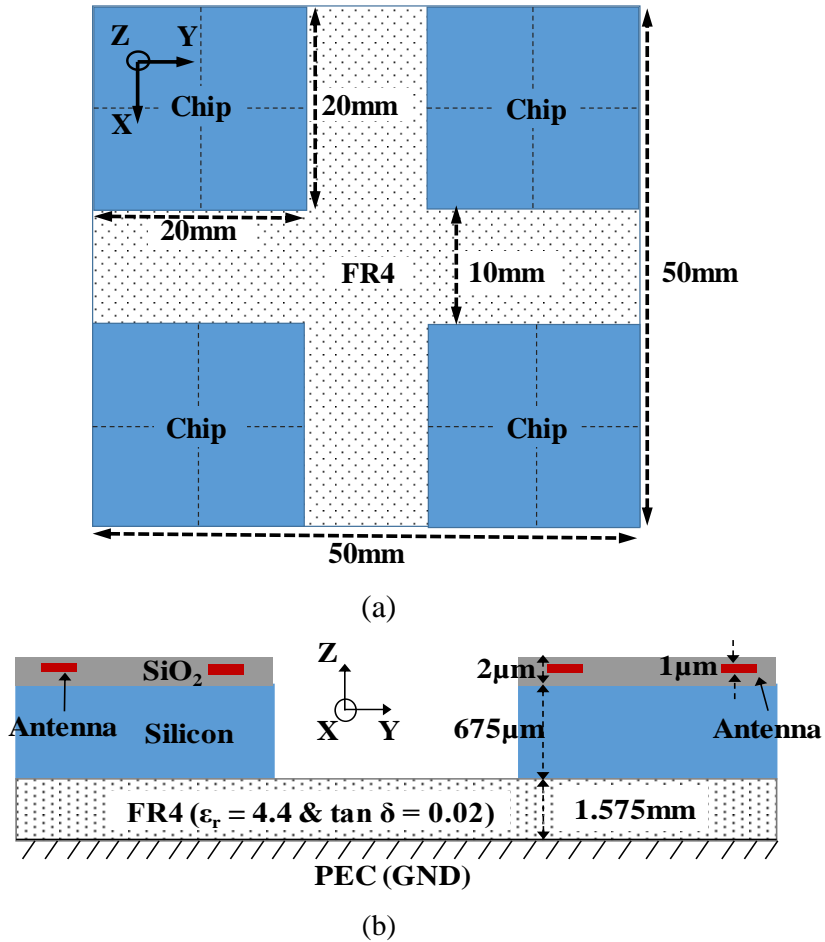 Z
Y
X
Chip
20mm
Chip
20mm
FR4
10mm
50mm
Chip
Chip
50mm
(a)
Z
X
Y
SiO₂
2μm
1μm
Antenna
Silicon
675μm
Antenna
FR4 (εᵣ = 4.4 & tan δ = 0.02)
1.575mm
PEC (GND)
(b)